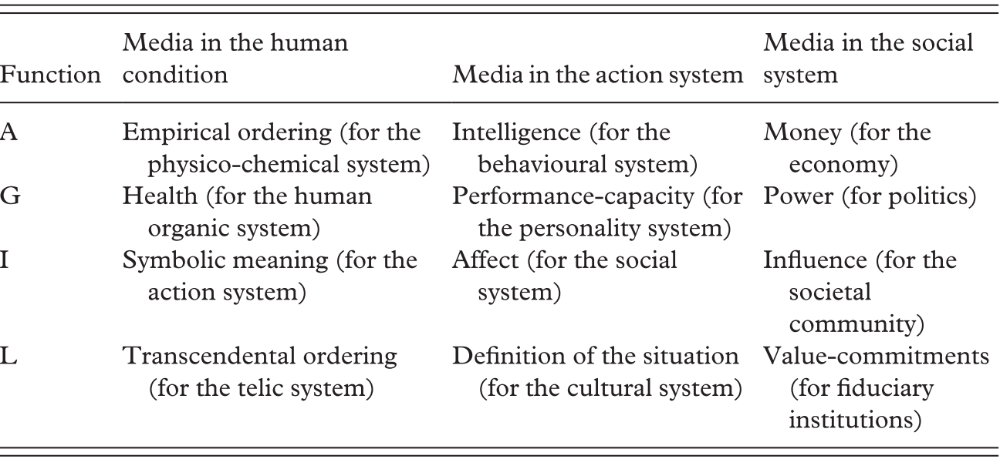 Media in the human Media in the social
Function condition Media in the action system system
A Empirical ordering (for the Intelligence (for the Money (for the
physico-chemical system) behavioural system) economy)
G Health (for the human Performance-capacity (for Power (for politics)
organic system) the personality system)
I Symbolic meaning (for the Affect (for the social Influence (for the
action system) system) societal
community)
L Transcendental ordering Definition of the situation Value-commitments
(for the telic system) (for the cultural system) (for fiduciary
institutions)